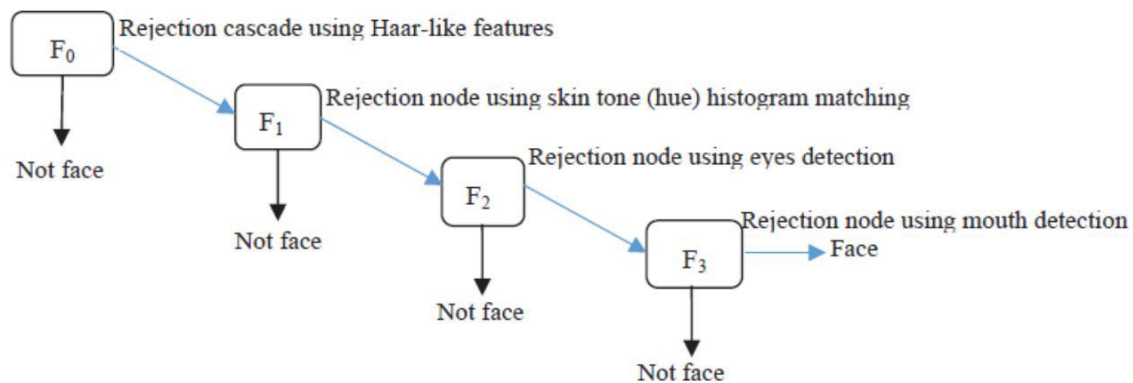 F₀
Rejection cascade using Haar-like features
Not face
F₁
Rejection node using skin tone (hue) histogram matching
Not face
F₂
Rejection node using eyes detection
Not face
F₃
Rejection node using mouth detection
Face
Not face